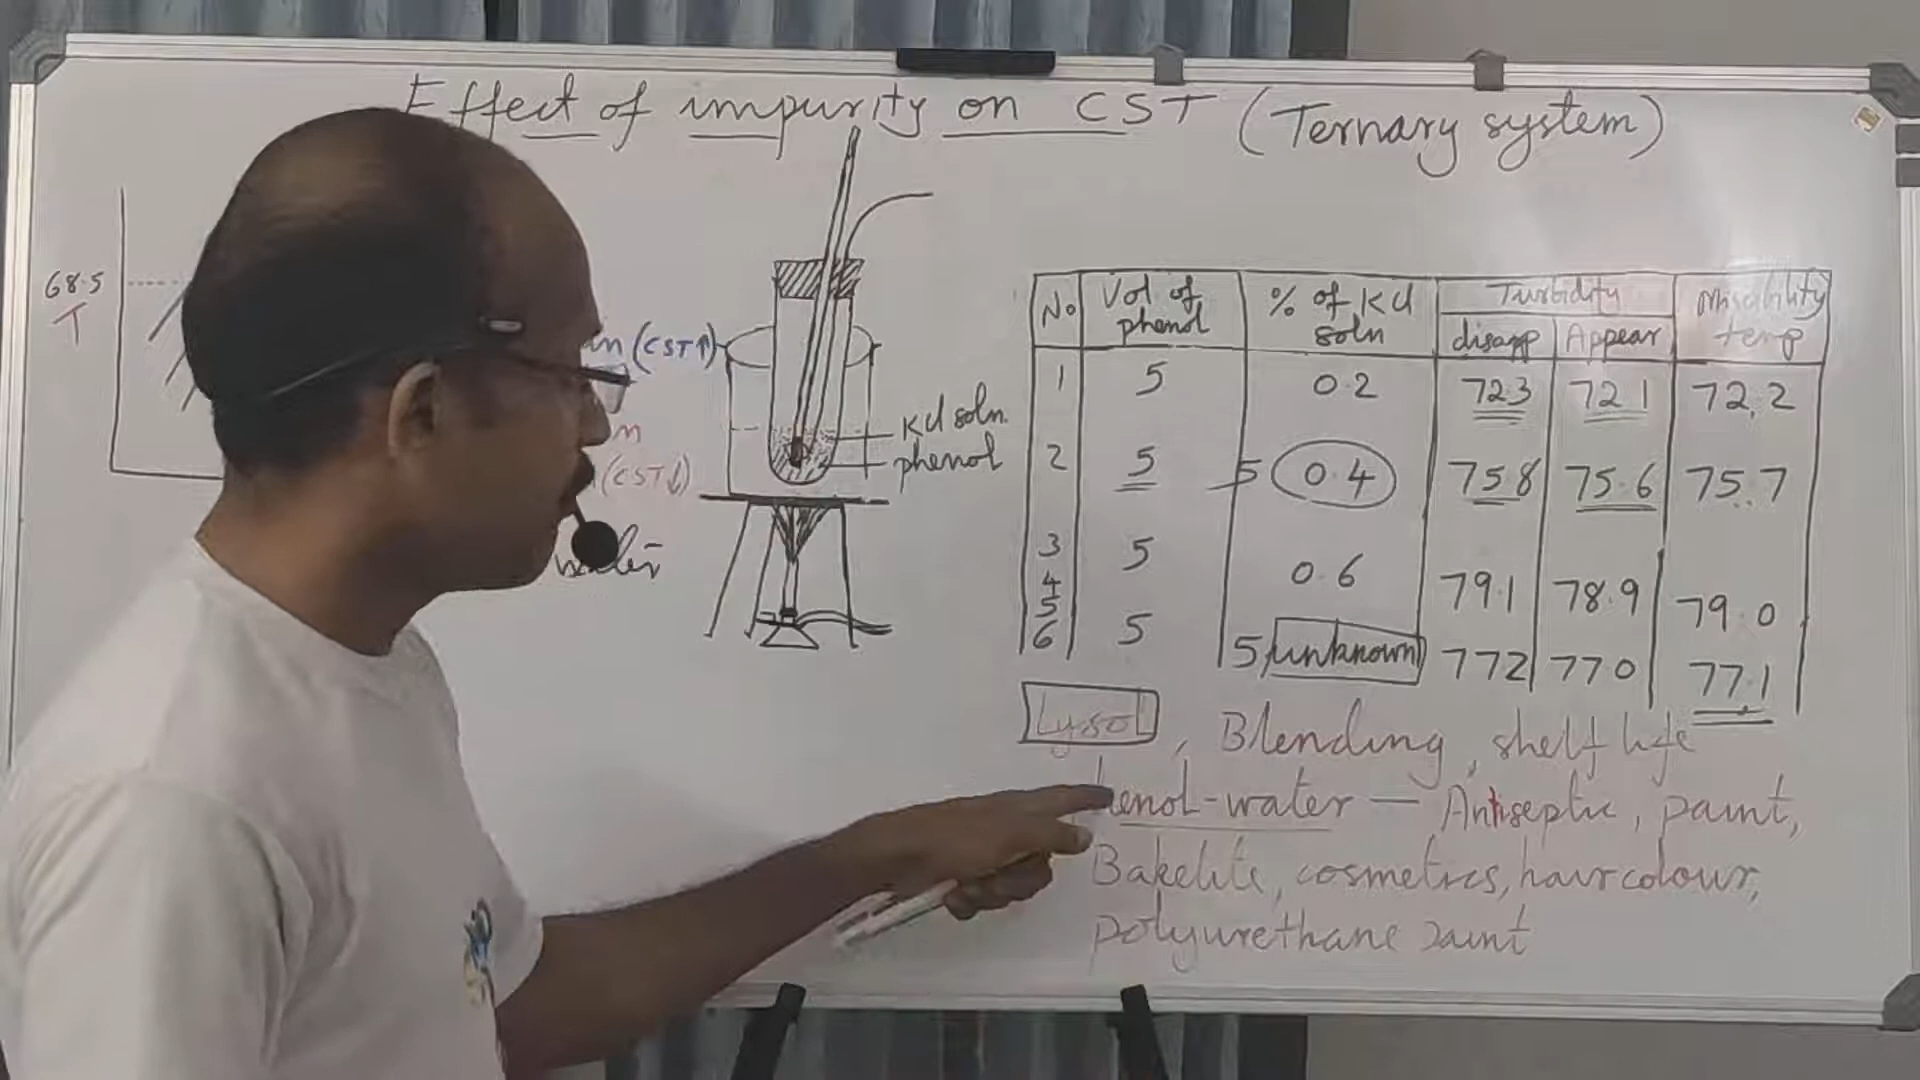 Effect of impurity on CST (Ternary system)
68.5
T
(CST↑)
(CST↓)
water
KCl soln.
phenol
No | Vol of phenol | % of KCl soln | Turbidity disapp | Appear | Miscibility temp
1 | 5 | 0.2 | 72.3 | 72.1 | 72.2
2 | 5 | 5 0.4 | 75.8 | 75.6 | 75.7
3 | 5 | 0.6 | 79.1 | 78.9 | 79.0
4
5
6 | 5 | 5 unknown | 772 | 770 | 77.1
Lysol, Blending, shelf life
henol-water — Antiseptic, paint,
Bakelite, cosmetics, hair colour,
polyurethane paint